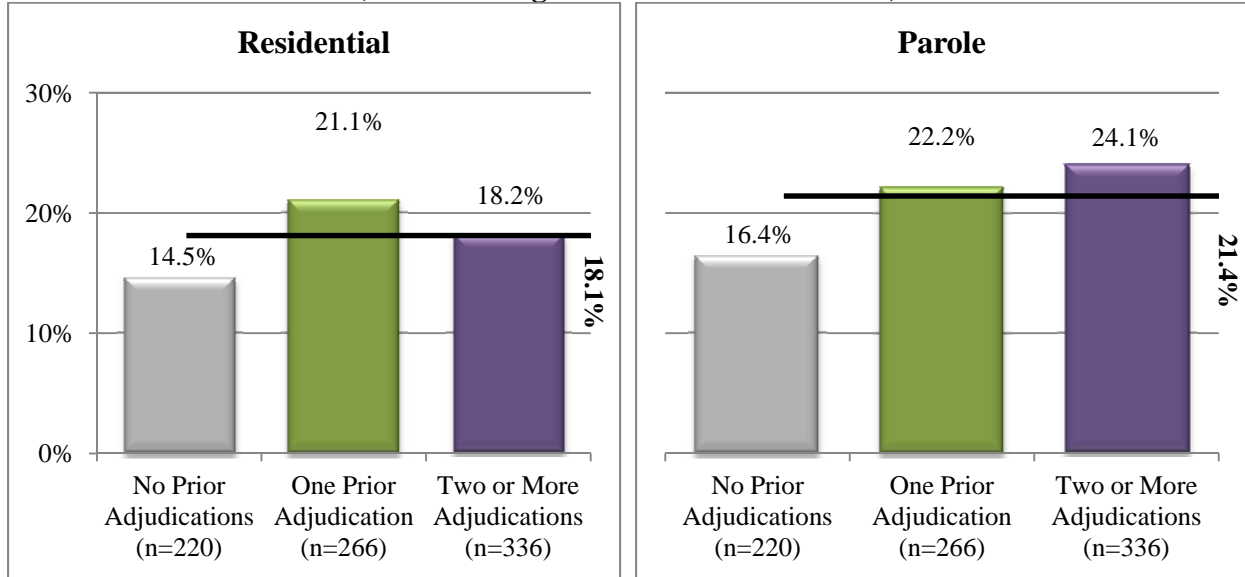 Residential
30%
20%
10%
0%
14.5%
21.1%
18.2%
18.1%
No Prior
Adjudications
(n=220)
One Prior
Adjudication
(n=266)
Two or More
Adjudications
(n=336)
Parole
16.4%
22.2%
24.1%
21.4%
No Prior
Adjudications
(n=220)
One Prior
Adjudication
(n=266)
Two or More
Adjudications
(n=336)